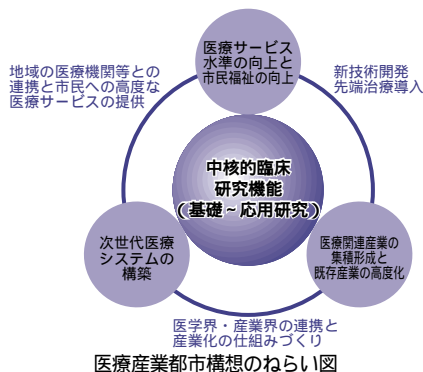 医療サービス
水準の向上と
市民福祉の向上
地域の医療機関等との
連携と市民への高度な
医療サービスの提供
新技術開発
先端治療導入
中核的臨床
研究機能
(基礎~応用研究)
次世代医療
システムの
構築
医療関連産業の
集積形成と
既存産業の高度化
医学界・産業界の連携と
産業化の仕組みづくり
医療産業都市構想のねらい図